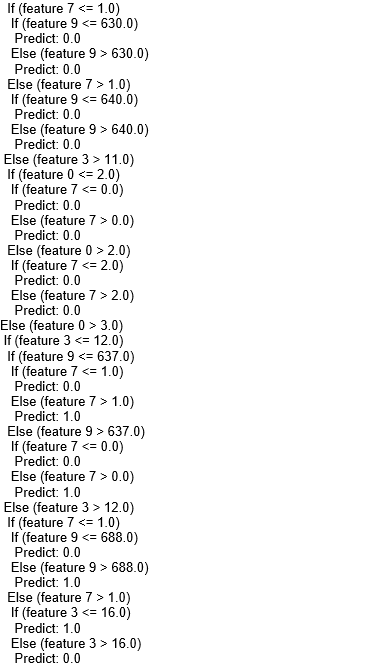 If (feature 7 <= 1.0)
If (feature 9 <= 630.0)
Predict: 0.0
Else (feature 9 > 630.0)
Predict: 0.0
Else (feature 7 > 1.0)
If (feature 9 <= 640.0)
Predict: 0.0
Else (feature 9 > 640.0)
Predict: 0.0
Else (feature 3 > 11.0)
If (feature 0 <= 2.0)
If (feature 7 <= 0.0)
Predict: 0.0
Else (feature 7 > 0.0)
Predict: 0.0
Else (feature 0 > 2.0)
If (feature 7 <= 2.0)
Predict: 0.0
Else (feature 7 > 2.0)
Predict: 0.0
Else (feature 0 > 3.0)
If (feature 3 <= 12.0)
If (feature 9 <= 637.0)
If (feature 7 <= 1.0)
Predict: 0.0
Else (feature 7 > 1.0)
Predict: 1.0
Else (feature 9 > 637.0)
If (feature 7 <= 0.0)
Predict: 0.0
Else (feature 7 > 0.0)
Predict: 1.0
Else (feature 3 > 12.0)
If (feature 7 <= 1.0)
If (feature 9 <= 688.0)
Predict: 0.0
Else (feature 9 > 688.0)
Predict: 1.0
Else (feature 7 > 1.0)
If (feature 3 <= 16.0)
Predict: 1.0
Else (feature 3 > 16.0)
Predict: 0.0